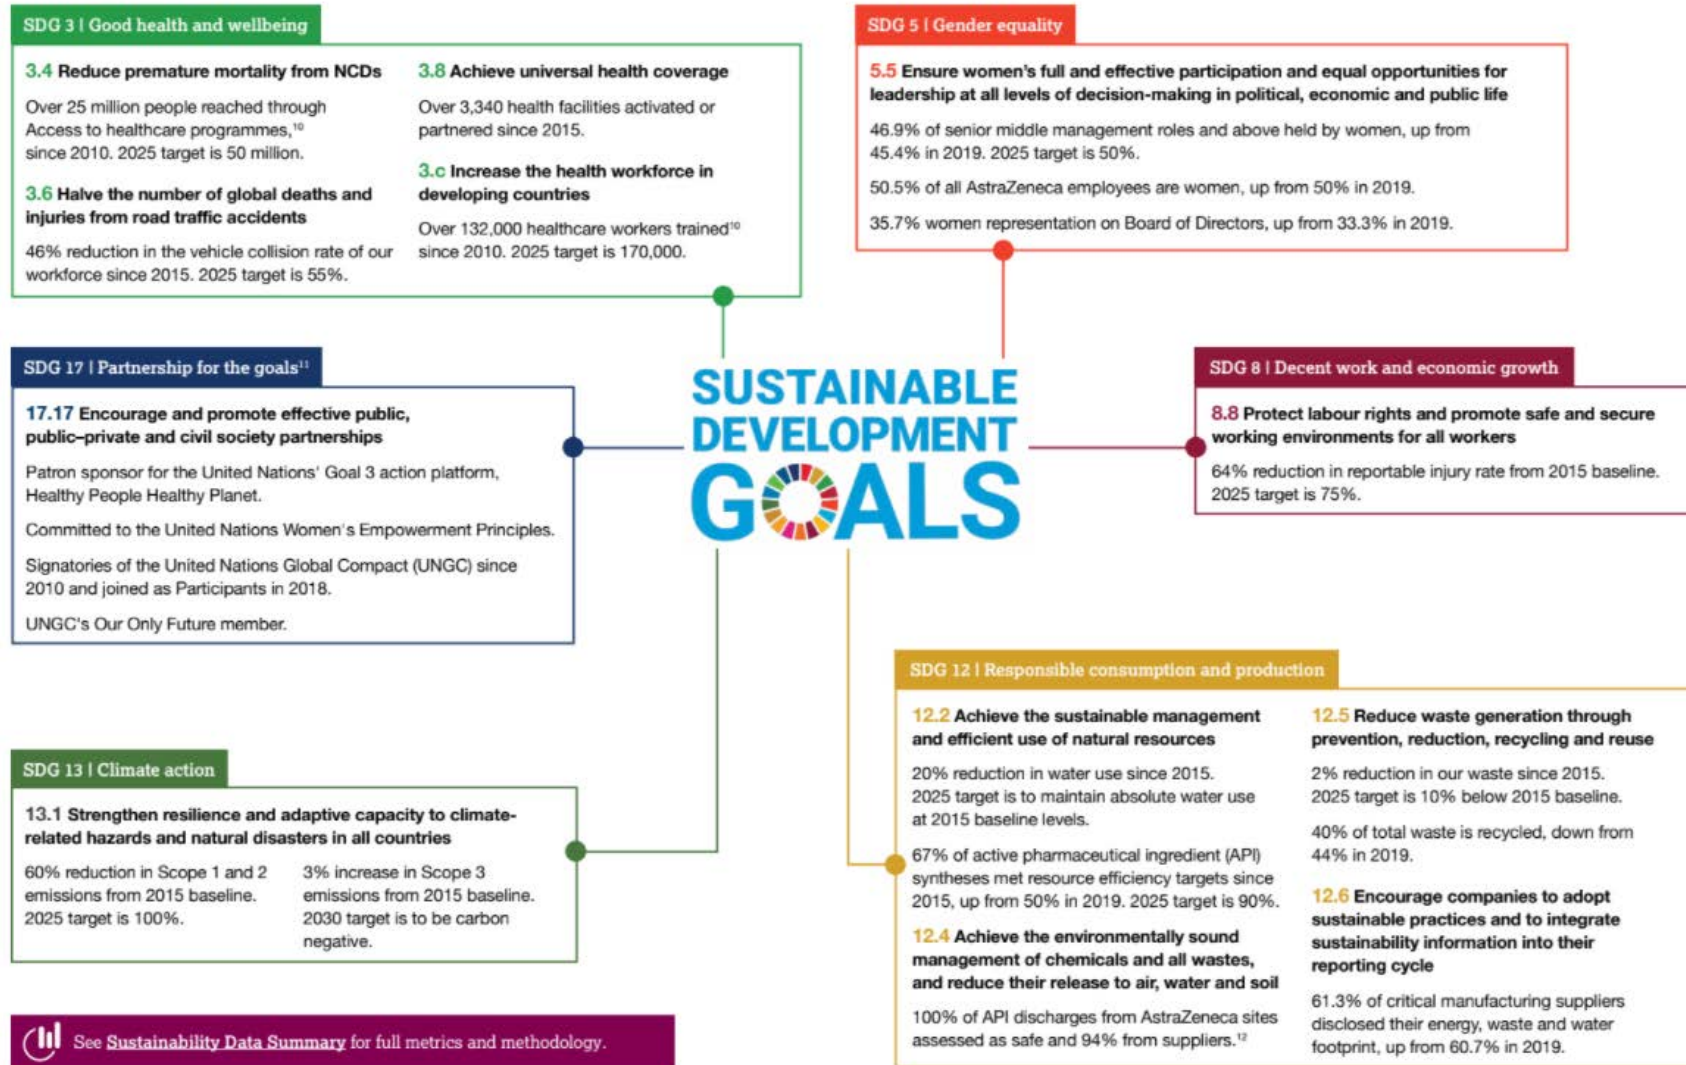 SDG 3 | Good health and wellbeing
3.4 Reduce premature mortality from NCDs
Over 25 million people reached through
Access to healthcare programmes,¹⁰
since 2010. 2025 target is 50 million.
3.6 Halve the number of global deaths and
injuries from road traffic accidents
46% reduction in the vehicle collision rate of our
workforce since 2015. 2025 target is 55%.
3.8 Achieve universal health coverage
Over 3,340 health facilities activated or
partnered since 2015.
3.c Increase the health workforce in
developing countries
Over 132,000 healthcare workers trained¹⁰
since 2010. 2025 target is 170,000.
SDG 5 | Gender equality
5.5 Ensure women's full and effective participation and equal opportunities for
leadership at all levels of decision-making in political, economic and public life
46.9% of senior middle management roles and above held by women, up from
45.4% in 2019. 2025 target is 50%.
50.5% of all AstraZeneca employees are women, up from 50% in 2019.
35.7% women representation on Board of Directors, up from 33.3% in 2019.
SDG 17 | Partnership for the goals¹¹
17.17 Encourage and promote effective public,
public–private and civil society partnerships
Patron sponsor for the United Nations' Goal 3 action platform,
Healthy People Healthy Planet.
Committed to the United Nations Women's Empowerment Principles.
Signatories of the United Nations Global Compact (UNGC) since
2010 and joined as Participants in 2018.
UNGC's Our Only Future member.
SUSTAINABLE
DEVELOPMENT
GOALS
SDG 8 | Decent work and economic growth
8.8 Protect labour rights and promote safe and secure
working environments for all workers
64% reduction in reportable injury rate from 2015 baseline.
2025 target is 75%.
SDG 13 | Climate action
13.1 Strengthen resilience and adaptive capacity to climate-
related hazards and natural disasters in all countries
60% reduction in Scope 1 and 2
emissions from 2015 baseline.
2025 target is 100%.
3% increase in Scope 3
emissions from 2015 baseline.
2030 target is to be carbon
negative.
SDG 12 | Responsible consumption and production
12.2 Achieve the sustainable management
and efficient use of natural resources
20% reduction in water use since 2015.
2025 target is to maintain absolute water use
at 2015 baseline levels.
67% of active pharmaceutical ingredient (API)
syntheses met resource efficiency targets since
2015, up from 50% in 2019. 2025 target is 90%.
12.4 Achieve the environmentally sound
management of chemicals and all wastes,
and reduce their release to air, water and soil
100% of API discharges from AstraZeneca sites
assessed as safe and 94% from suppliers.¹²
12.5 Reduce waste generation through
prevention, reduction, recycling and reuse
2% reduction in our waste since 2015.
2025 target is 10% below 2015 baseline.
40% of total waste is recycled, down from
44% in 2019.
12.6 Encourage companies to adopt
sustainable practices and to integrate
sustainability information into their
reporting cycle
61.3% of critical manufacturing suppliers
disclosed their energy, waste and water
footprint, up from 60.7% in 2019.
See Sustainability Data Summary for full metrics and methodology.